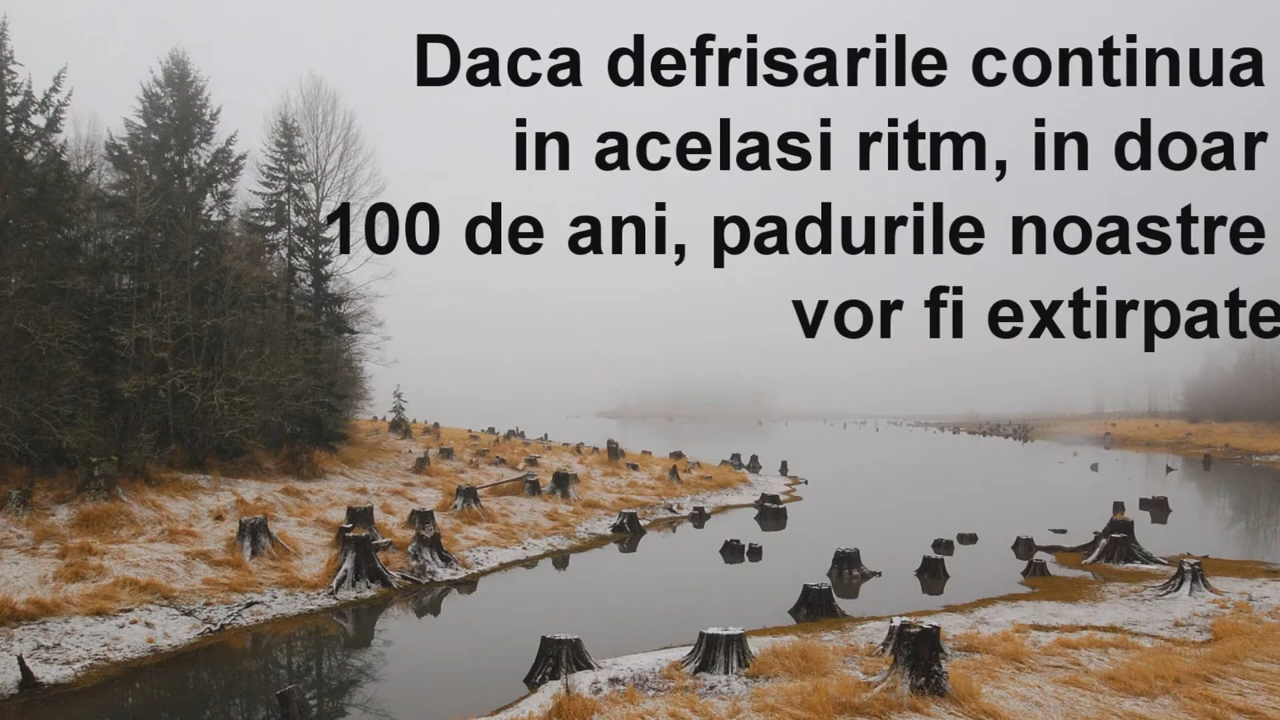 Daca defrisarile continua
in acelasi ritm, in doar
100 de ani, padurile noastre
vor fi extirpate